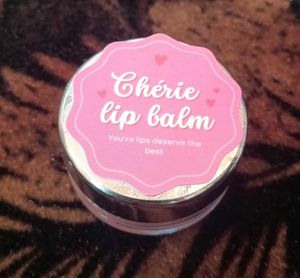 Chérie
lip balm
You're lips deserve the
best